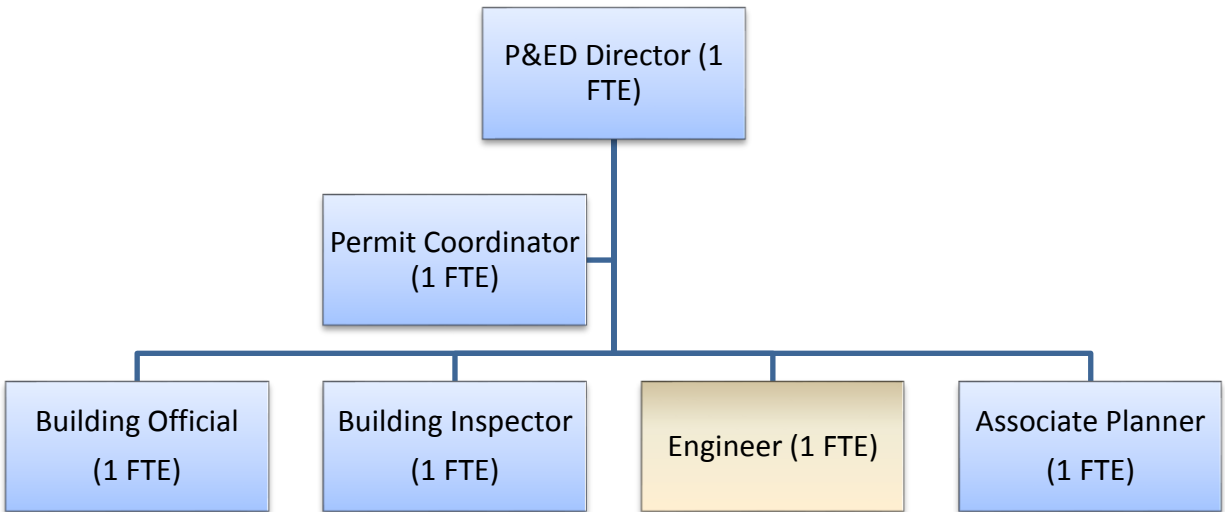 P&ED Director (1
FTE)
Permit Coordinator
(1 FTE)
Building Official
(1 FTE)
Building Inspector
(1 FTE)
Engineer (1 FTE)
Associate Planner
(1 FTE)